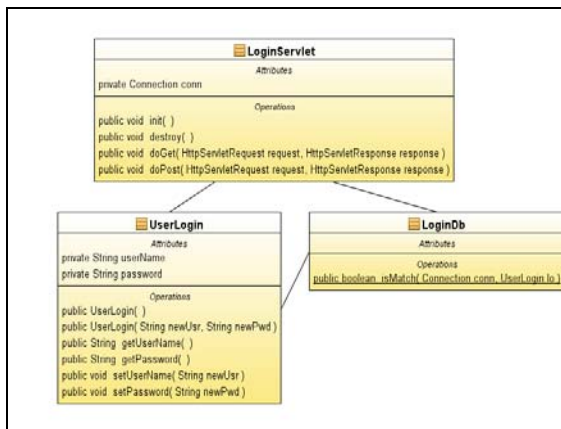 LoginServlet
Attributes
private Connection conn
Operations
public void init( )
public void destroy( )
public void doGet( HttpServletRequest request, HttpServletResponse response )
public void doPost( HttpServletRequest request, HttpServletResponse response )
UserLogin
Attributes
private String userName
private String password
Operations
public UserLogin( )
public UserLogin( String newUsr, String newPwd )
public String getUserName( )
public String getPassword( )
public void setUserName( String newUsr )
public void setPassword( String newPwd )
LoginDb
Attributes
Operations
public boolean isMatch( Connection conn, UserLogin lo )